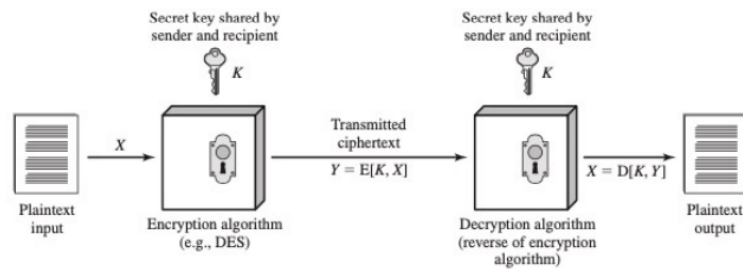 Secret key shared by
sender and recipient
K
Secret key shared by
sender and recipient
K
X
Transmitted
ciphertext
Y = E[K, X]
X = D[K, Y]
Plaintext
input
Encryption algorithm
(e.g., DES)
Decryption algorithm
(reverse of encryption
algorithm)
Plaintext
output